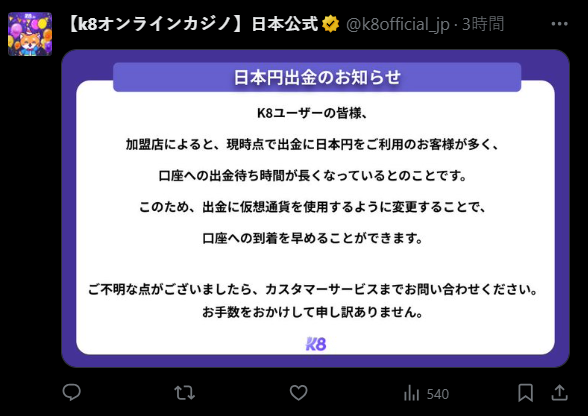 【k8オンラインカジノ】日本公式 @k8official_jp · 3時間
日本円出金のお知らせ
K8ユーザーの皆様、
加盟店によると、現時点で出金に日本円をご利用のお客様が多く、
口座への出金待ち時間が長くなっているとのことです。
このため、出金に仮想通貨を使用するように変更することで、
口座への到着を早めることができます。
ご不明な点がございましたら、カスタマーサービスまでお問い合わせください。
お手数をおかけして申し訳ありません。
K8
540